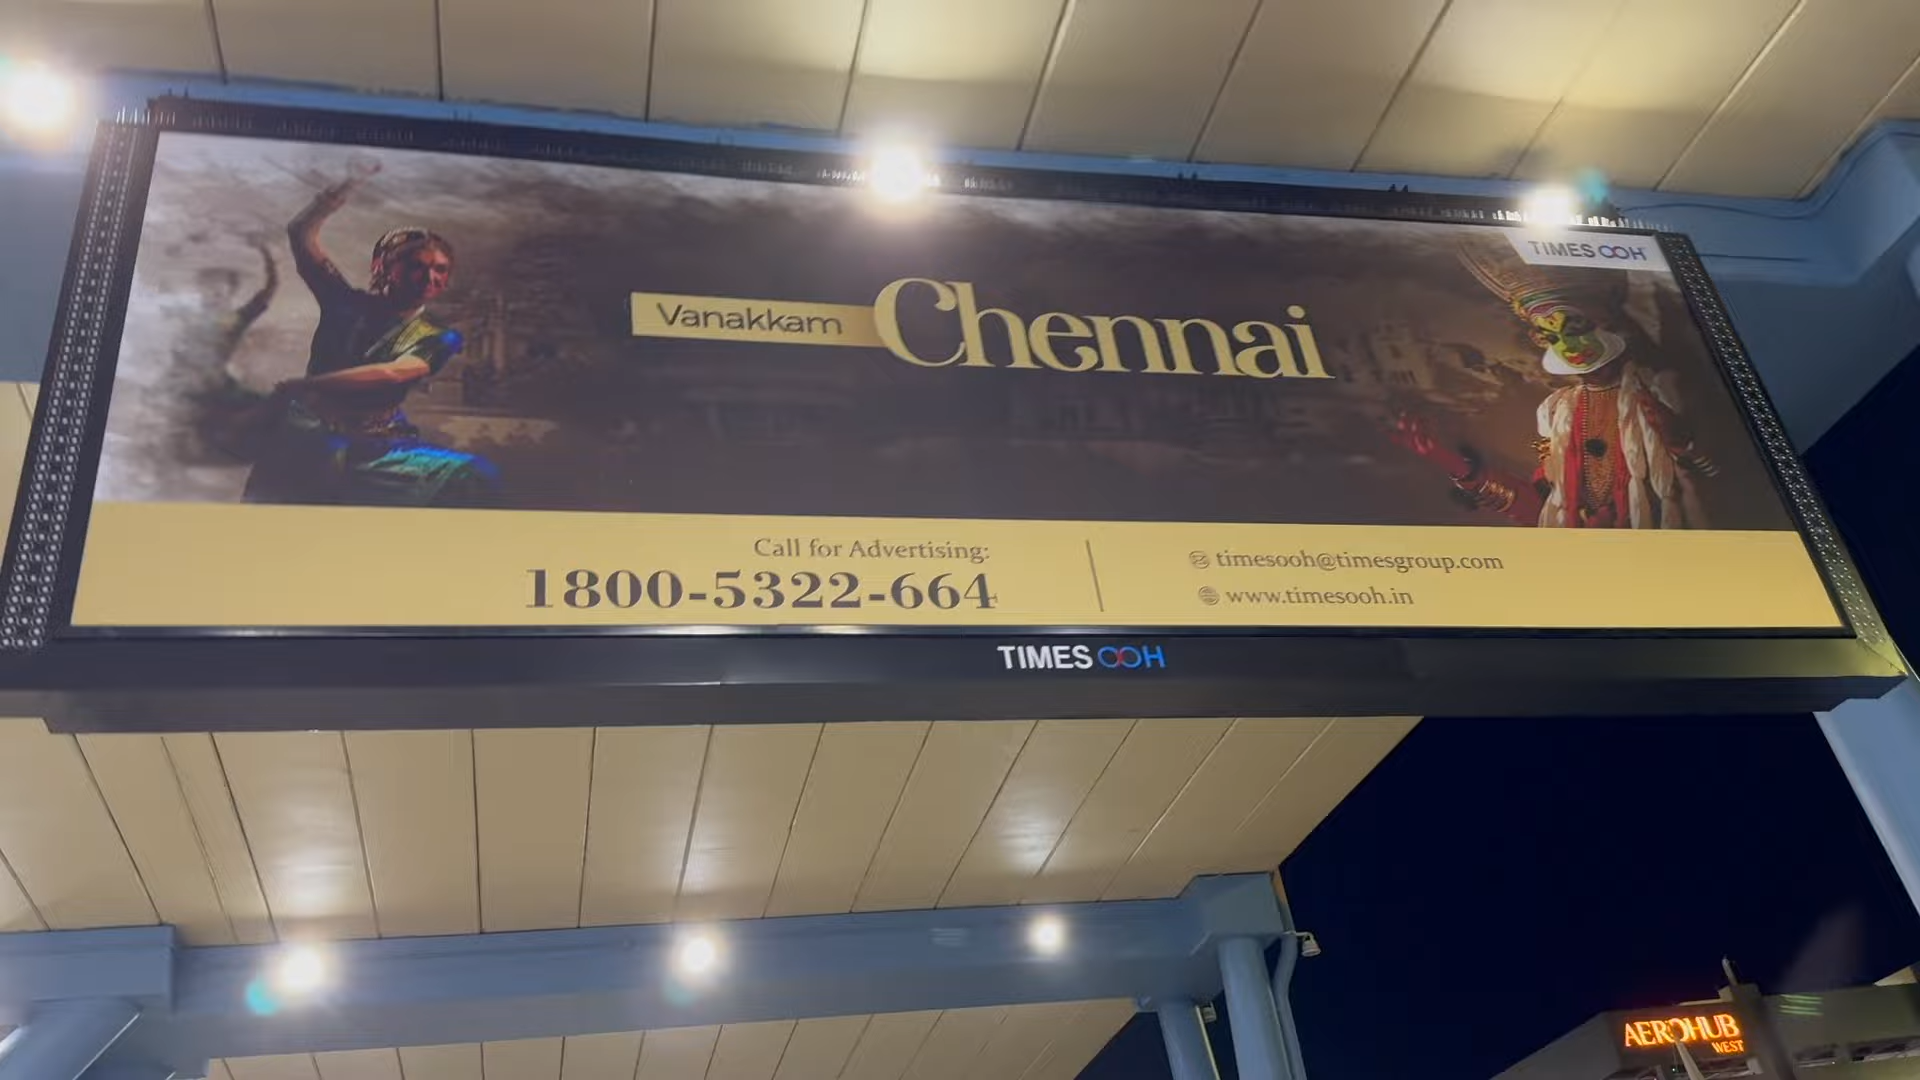 TIMES OOH
Vanakkam Chennai
Call for Advertising:
1800-5322-664
timesooh@timesgroup.com
www.timesooh.in
TIMES OOH
AEROHUB
WEST